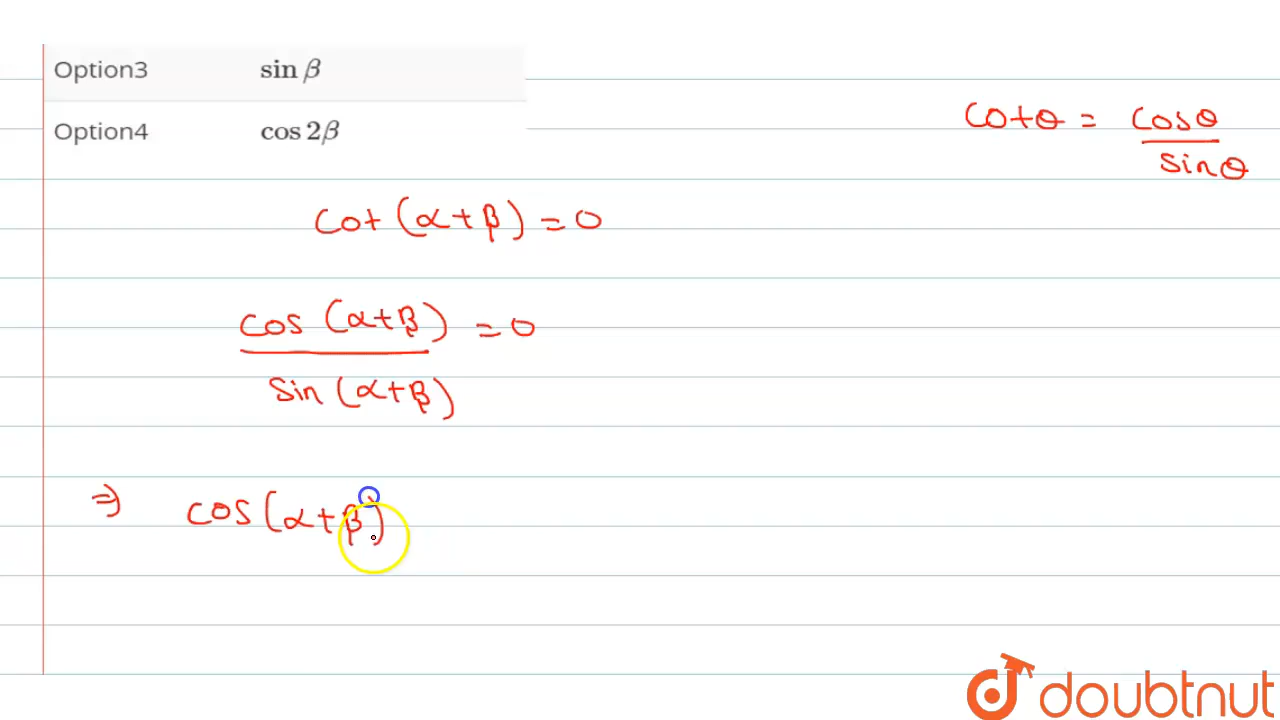 Option3 sin β
Option4 cos 2β
cotθ = cosθ
sinθ
cot (α+β) = 0
cos (α+β) = 0
sin (α+β)
⇒ cos (α+β)
doubtnut